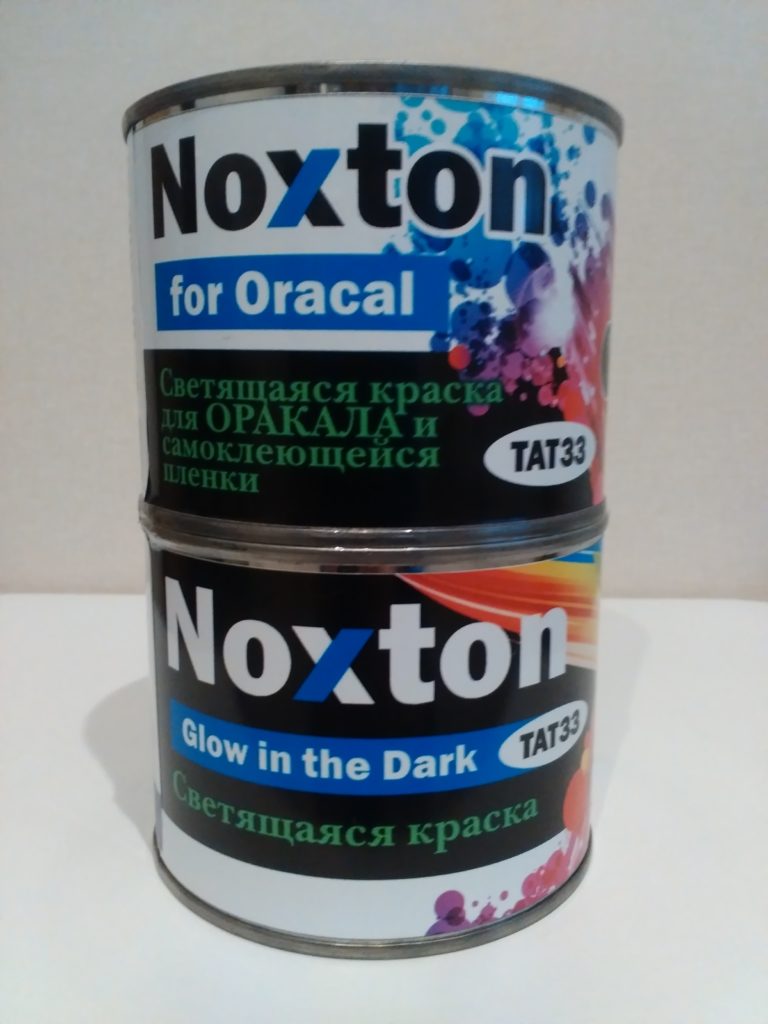 Noxton
for Oracal
Светящаяся краска
для ОРАКАЛА и
самоклеющейся
пленки
TAT33
Noxton
Glow in the Dark
TAT33
Светящаяся краска